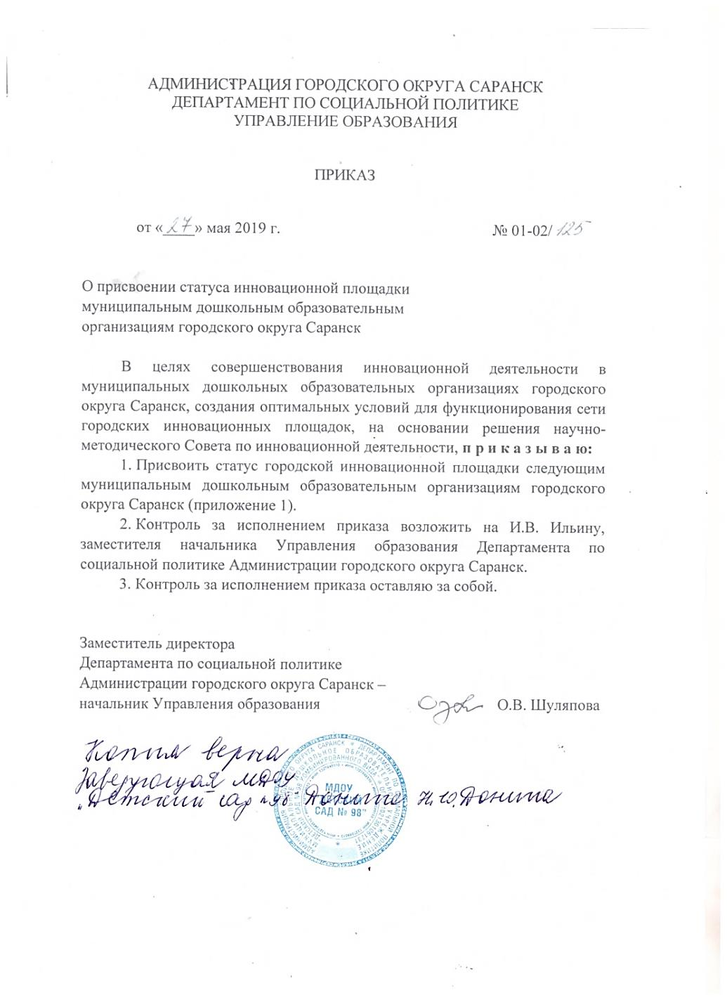 АДМИНИСТРАЦИЯ ГОРОДСКОГО ОКРУГА САРАНСК
ДЕПАРТАМЕНТ ПО СОЦИАЛЬНОЙ ПОЛИТИКЕ
УПРАВЛЕНИЕ ОБРАЗОВАНИЯ
ПРИКАЗ
от «27» мая 2019 г. № 01-02/125
О присвоении статуса инновационной площадки
муниципальным дошкольным образовательным
организациям городского округа Саранск
В целях совершенствования инновационной деятельности в
муниципальных дошкольных образовательных организациях городского
округа Саранск, создания оптимальных условий для функционирования сети
городских инновационных площадок, на основании решения научно-
методического Совета по инновационной деятельности, п р и к а з ы в а ю:
1. Присвоить статус городской инновационной площадки следующим
муниципальным дошкольным образовательным организациям городского
округа Саранск (приложение 1).
2. Контроль за исполнением приказа возложить на И.В. Ильину,
заместителя начальника Управления образования Департамента по
социальной политике Администрации городского округа Саранск.
3. Контроль за исполнением приказа оставляю за собой.
Заместитель директора
Департамента по социальной политике
Администрации городского округа Саранск –
начальник Управления образования О.В. Шуляпова
Копия верна
Заведующая МДОУ
"Детский сад №98" Донина Н.Ю.Донина
МДОУ
САД № 98"